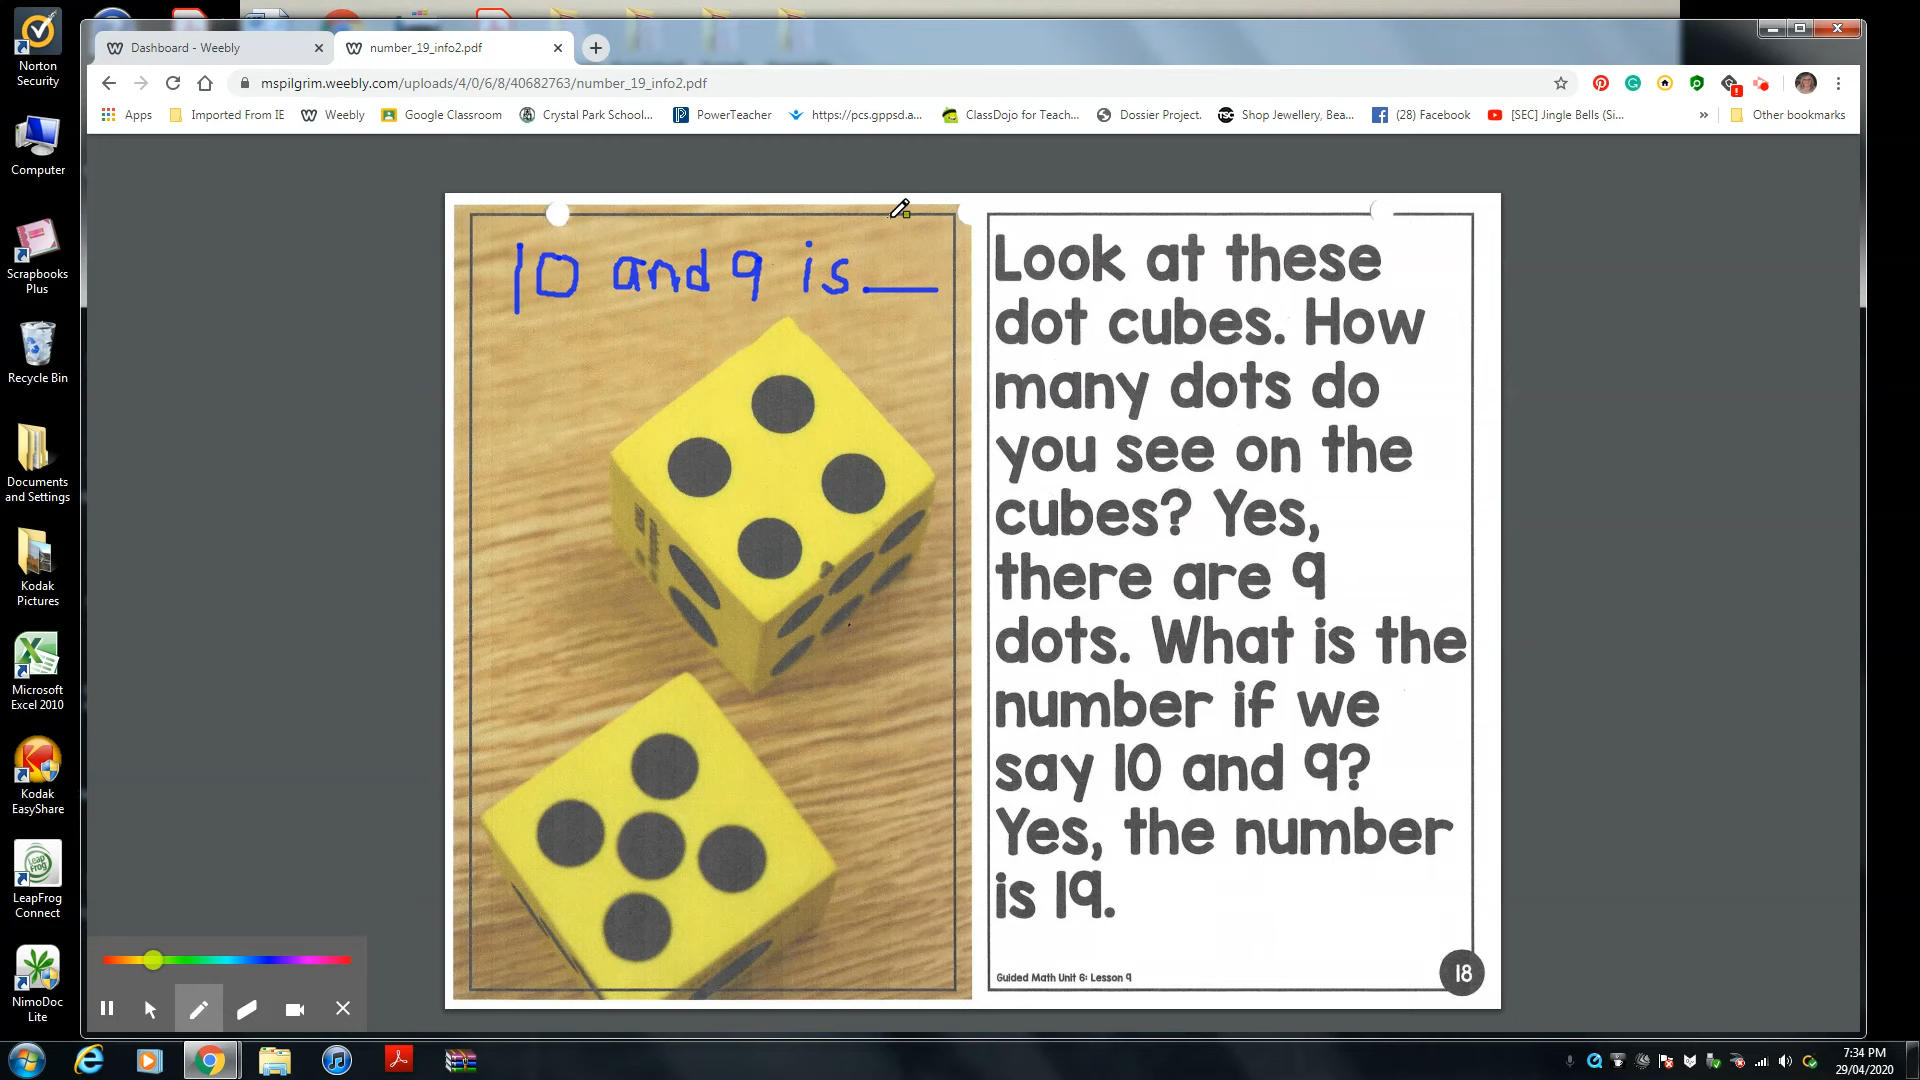 Dashboard - Weebly
number_19_info2.pdf
mspilgrim.weebly.com/uploads/4/0/6/8/40682763/number_19_info2.pdf
Apps
Imported From IE
Weebly
Google Classroom
Crystal Park School...
PowerTeacher
https://pcs.gppsd.a...
ClassDojo for Teach...
Dossier Project.
Shop Jewellery, Bea...
(28) Facebook
[SEC] Jingle Bells (Si...
Other bookmarks
Norton
Security
Computer
Scrapbooks
Plus
Recycle Bin
Documents
and Settings
Kodak
Pictures
Microsoft
Excel 2010
Kodak
EasyShare
LeapFrog
Connect
NimoDoc
Lite
10 and 9 is __
Look at these
dot cubes. How
many dots do
you see on the
cubes? Yes,
there are 9
dots. What is the
number if we
say 10 and 9?
Yes, the number
is 19.
Guided Math Unit 6: Lesson 9
18
7:34 PM
29/04/2020